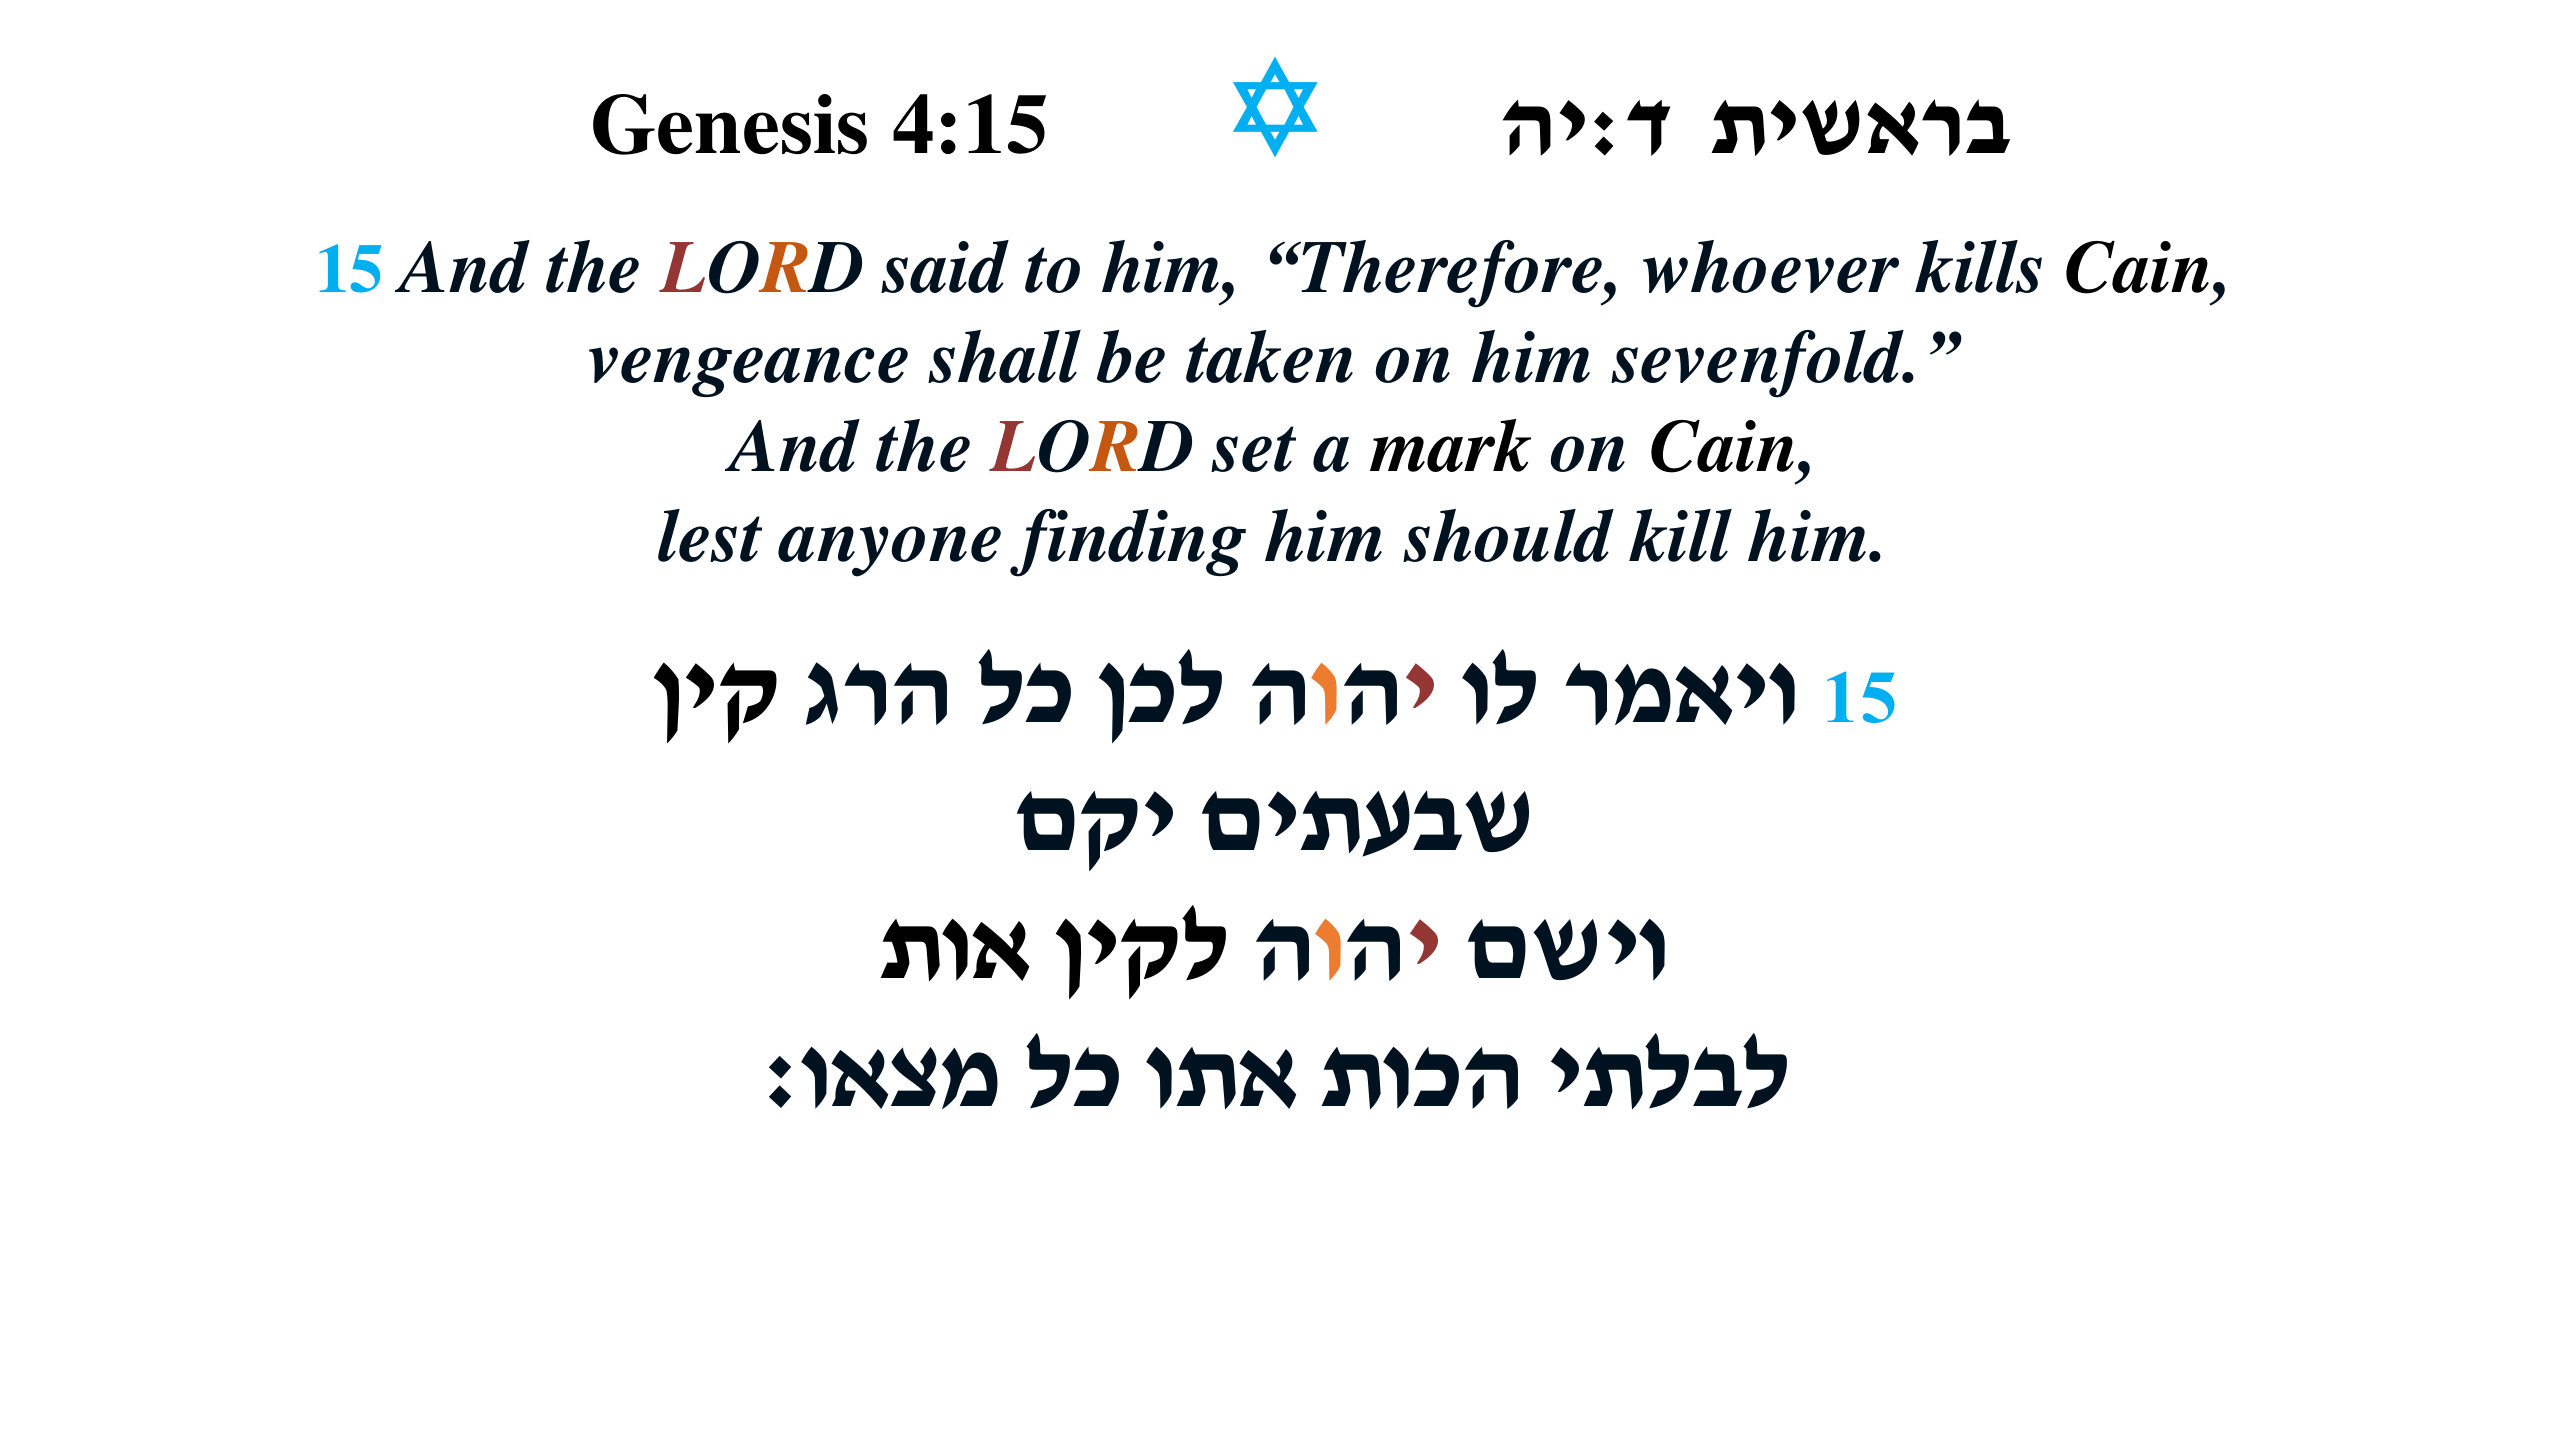 Genesis 4:15 ✡ בראשית ד:יה
15 And the LORD said to him, “Therefore, whoever kills Cain,
vengeance shall be taken on him sevenfold.”
And the LORD set a mark on Cain,
lest anyone finding him should kill him.
15 ויאמר לו יהוה לכן כל הרג קין
שבעתים יקם
וישם יהוה לקין אות
לבלתי הכות אתו כל מצאו: